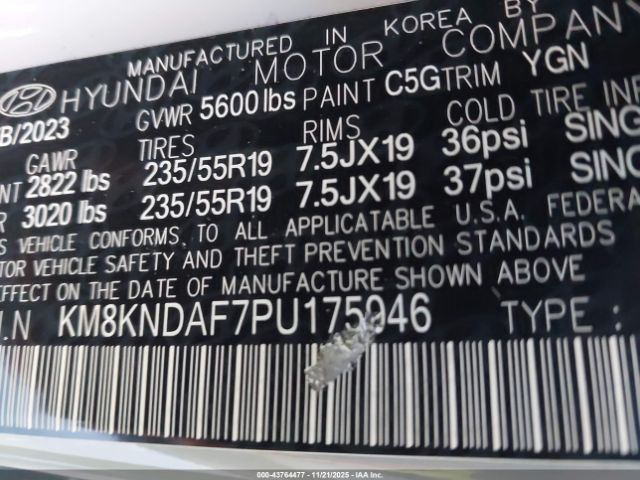 MANUFACTURED IN KOREA BY
HYUNDAI MOTOR COMPANY
B/2023 GVWR 5600 lbs PAINT C5G TRIM YGN
GAWR TIRES RIMS COLD TIRE
NT 2822 lbs 235/55R19 7.5JX19 36psi SING
R 3020 lbs 235/55R19 7.5JX19 37psi SING
S VEHICLE CONFORMS TO ALL APPLICATABLE U.S.A. FEDERA
TOR VEHICLE SAFETY AND THEFT PREVENTION STANDARDS
EFFECT ON THE DATE OF MANUFACTURE SHOWN ABOVE
I.N KM8KNDAF7PU175946 TYPE :
000-43764477 - 11/21/2025 - IAA Inc.